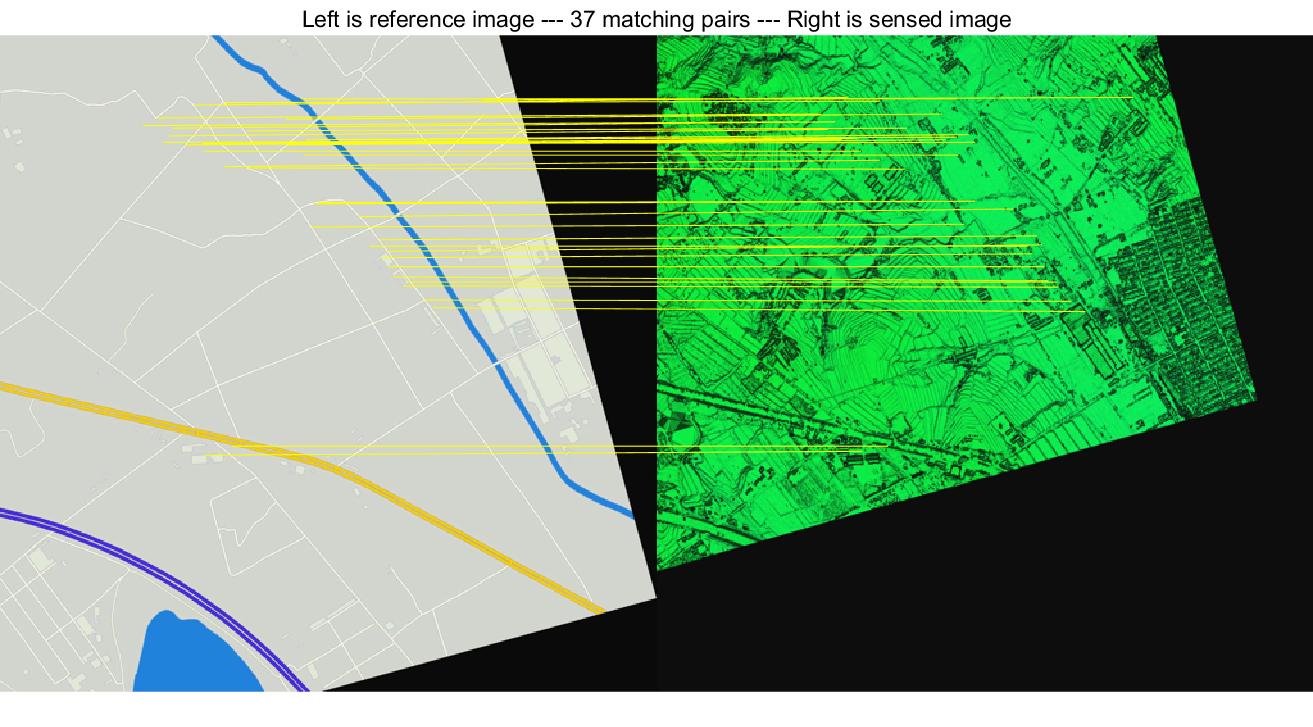 Left is reference image --- 37 matching pairs --- Right is sensed image